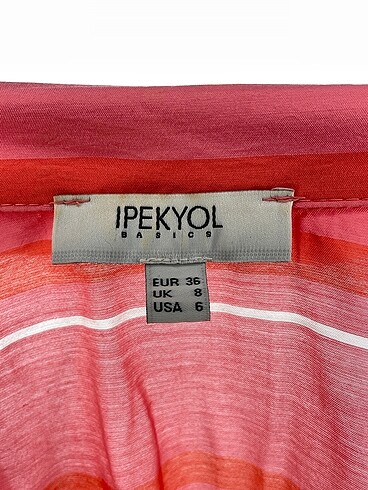 IPEKYOL
BASICS
EUR 36
UK 8
USA 6